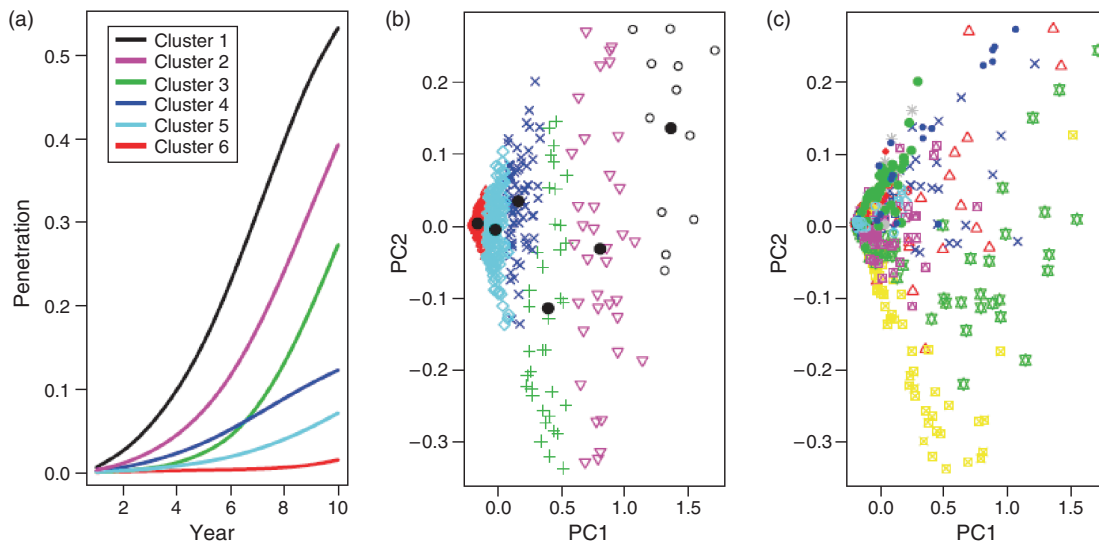 (a)
Cluster 1
Cluster 2
Cluster 3
Cluster 4
Cluster 5
Cluster 6
0.5
0.4
0.3
0.2
0.1
0.0
Penetration
2 4 6 8 10
Year
(b)
0.2
0.1
0.0
−0.1
−0.2
−0.3
PC2
0.0 0.5 1.0 1.5
PC1
(c)
0.2
0.1
0.0
−0.1
−0.2
−0.3
PC2
0.0 0.5 1.0 1.5
PC1